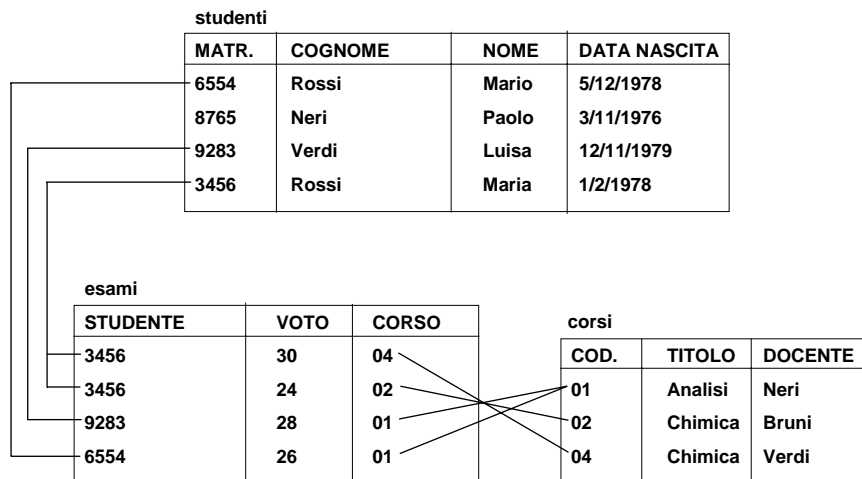 studenti
MATR. COGNOME NOME DATA NASCITA
6554 Rossi Mario 5/12/1978
8765 Neri Paolo 3/11/1976
9283 Verdi Luisa 12/11/1979
3456 Rossi Maria 1/2/1978
esami
STUDENTE VOTO CORSO
3456 30 04
3456 24 02
9283 28 01
6554 26 01
corsi
COD. TITOLO DOCENTE
01 Analisi Neri
02 Chimica Bruni
04 Chimica Verdi